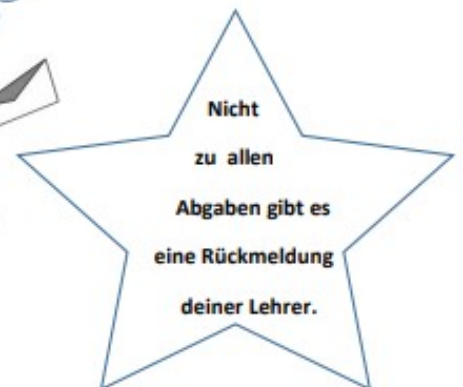 Nicht
zu allen
Abgaben gibt es
eine Rückmeldung
deiner Lehrer.